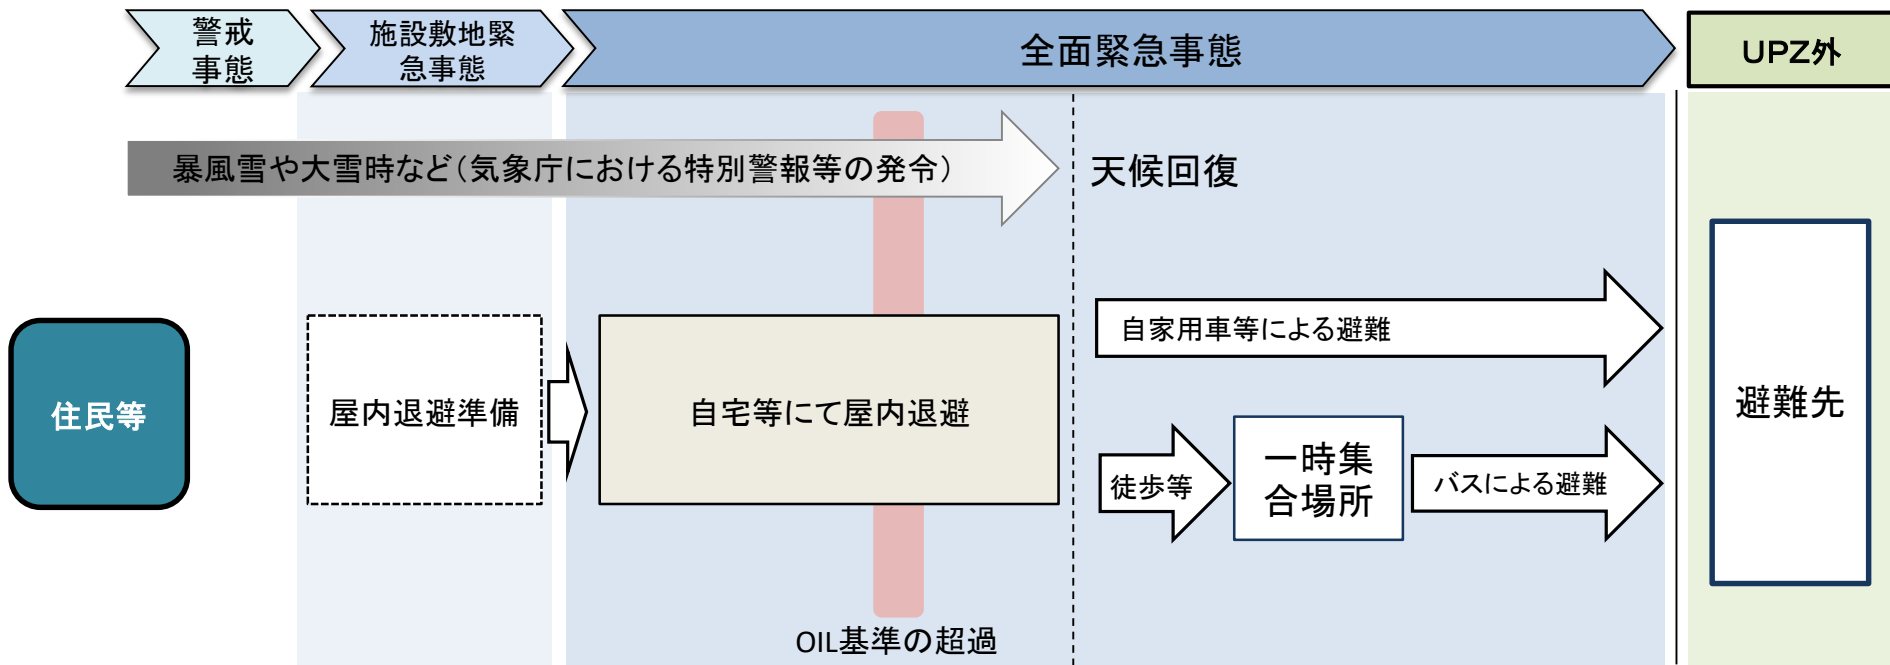 警戒
事態
施設敷地緊
急事態
全面緊急事態
UPZ外
暴風雪や大雪時など（気象庁における特別警報等の発令）
天候回復
住民等
屋内退避準備
自宅等にて屋内退避
自家用車等による避難
徒歩等
一時集
合場所
バスによる避難
避難先
OIL基準の超過